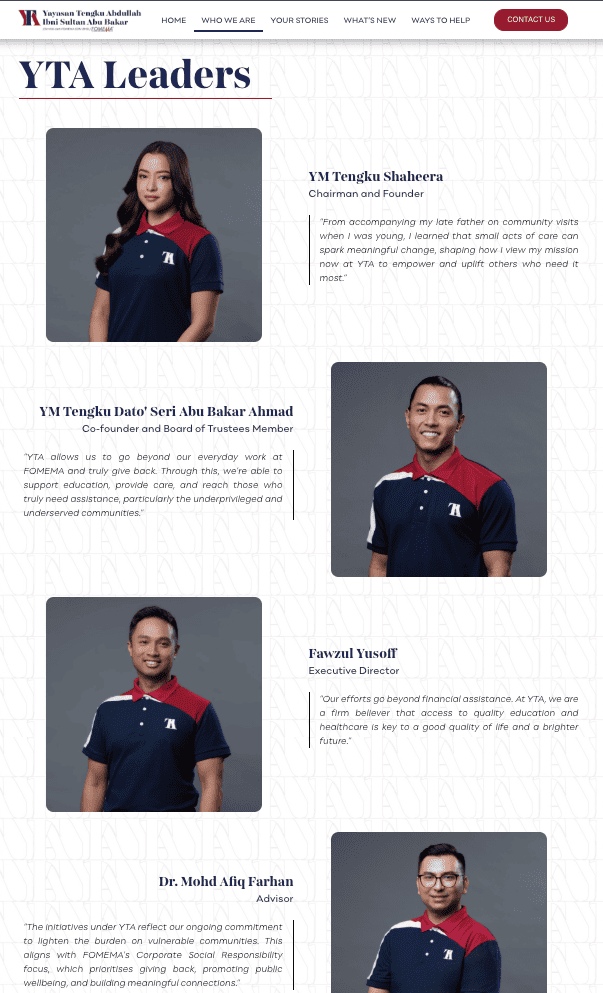 Yayasan Tengku Abdullah
Ibni Sultan Abu Bakar
HOME
WHO WE ARE
YOUR STORIES
WHAT'S NEW
WAYS TO HELP
CONTACT US
YTA Leaders
YM Tengku Shaheera
Chairman and Founder
"From accompanying my late father on community visits
when I was young, I learned that small acts of care can
spark meaningful change, shaping how I view my mission
now at YTA to empower and uplift others who need it
most."
YM Tengku Dato' Seri Abu Bakar Ahmad
Co-founder and Board of Trustees Member
"YTA allows us to go beyond our everyday work at
FOMEMA and truly give back. Through this, we're able to
support education, provide care, and reach those who
truly need assistance, particularly the underprivileged and
underserved communities."
Fawzul Yusoff
Executive Director
"Our efforts go beyond financial assistance. At YTA, we are
a firm believer that access to quality education and
healthcare is key to a good quality of life and a brighter
future."
Dr. Mohd Afiq Farhan
Advisor
"The initiatives under YTA reflect our ongoing commitment
to lighten the burden on vulnerable communities. This
aligns with FOMEMA's Corporate Social Responsibility
focus, which prioritises giving back, promoting public
wellbeing, and building meaningful connections."